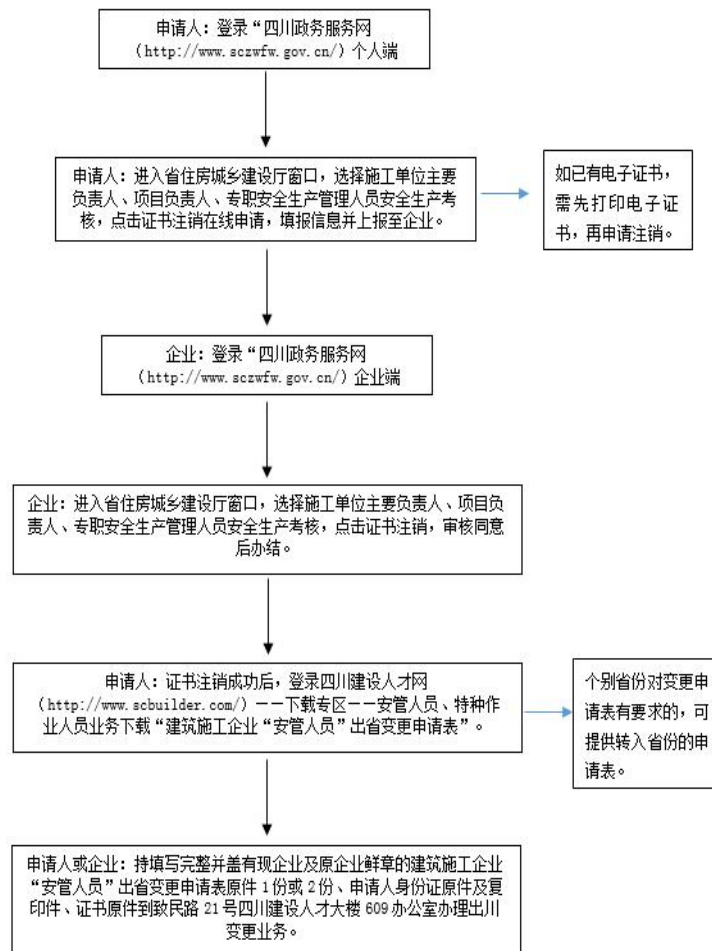 申请人：登录“四川政务服务网
（http://www.sczwfw.gov.cn/）个人端
申请人：进入省住房城乡建设厅窗口，选择施工单位主要
负责人、项目负责人、专职安全生产管理人员安全生产考
核，点击证书注销在线申请，填报信息并上报至企业。
如已有电子证书，
需先打印电子证
书，再申请注销。
企业：登录“四川政务服务网
（http://www.sczwfw.gov.cn/）企业端
企业：进入省住房城乡建设厅窗口，选择施工单位主要负责人、项目负
责人、专职安全生产管理人员安全生产考核，点击证书注销，审核同意
后办结。
申请人：证书注销成功后，登录四川建设人才网
（http://www.scbuilder.com/）——下载专区——安管人员、特种作
业人员业务下载“建筑施工企业“安管人员”出省变更申请表”。
个别省份对变更申
请表有要求的，可
提供转入省份的申
请表。
申请人或企业：持填写完整并盖有现企业及原企业鲜章的建筑施工企业
“安管人员”出省变更申请表原件1份或2份、申请人身份证原件及复
印件、证书原件到致民路21号四川建设人才大楼609办公室办理出川
变更业务。